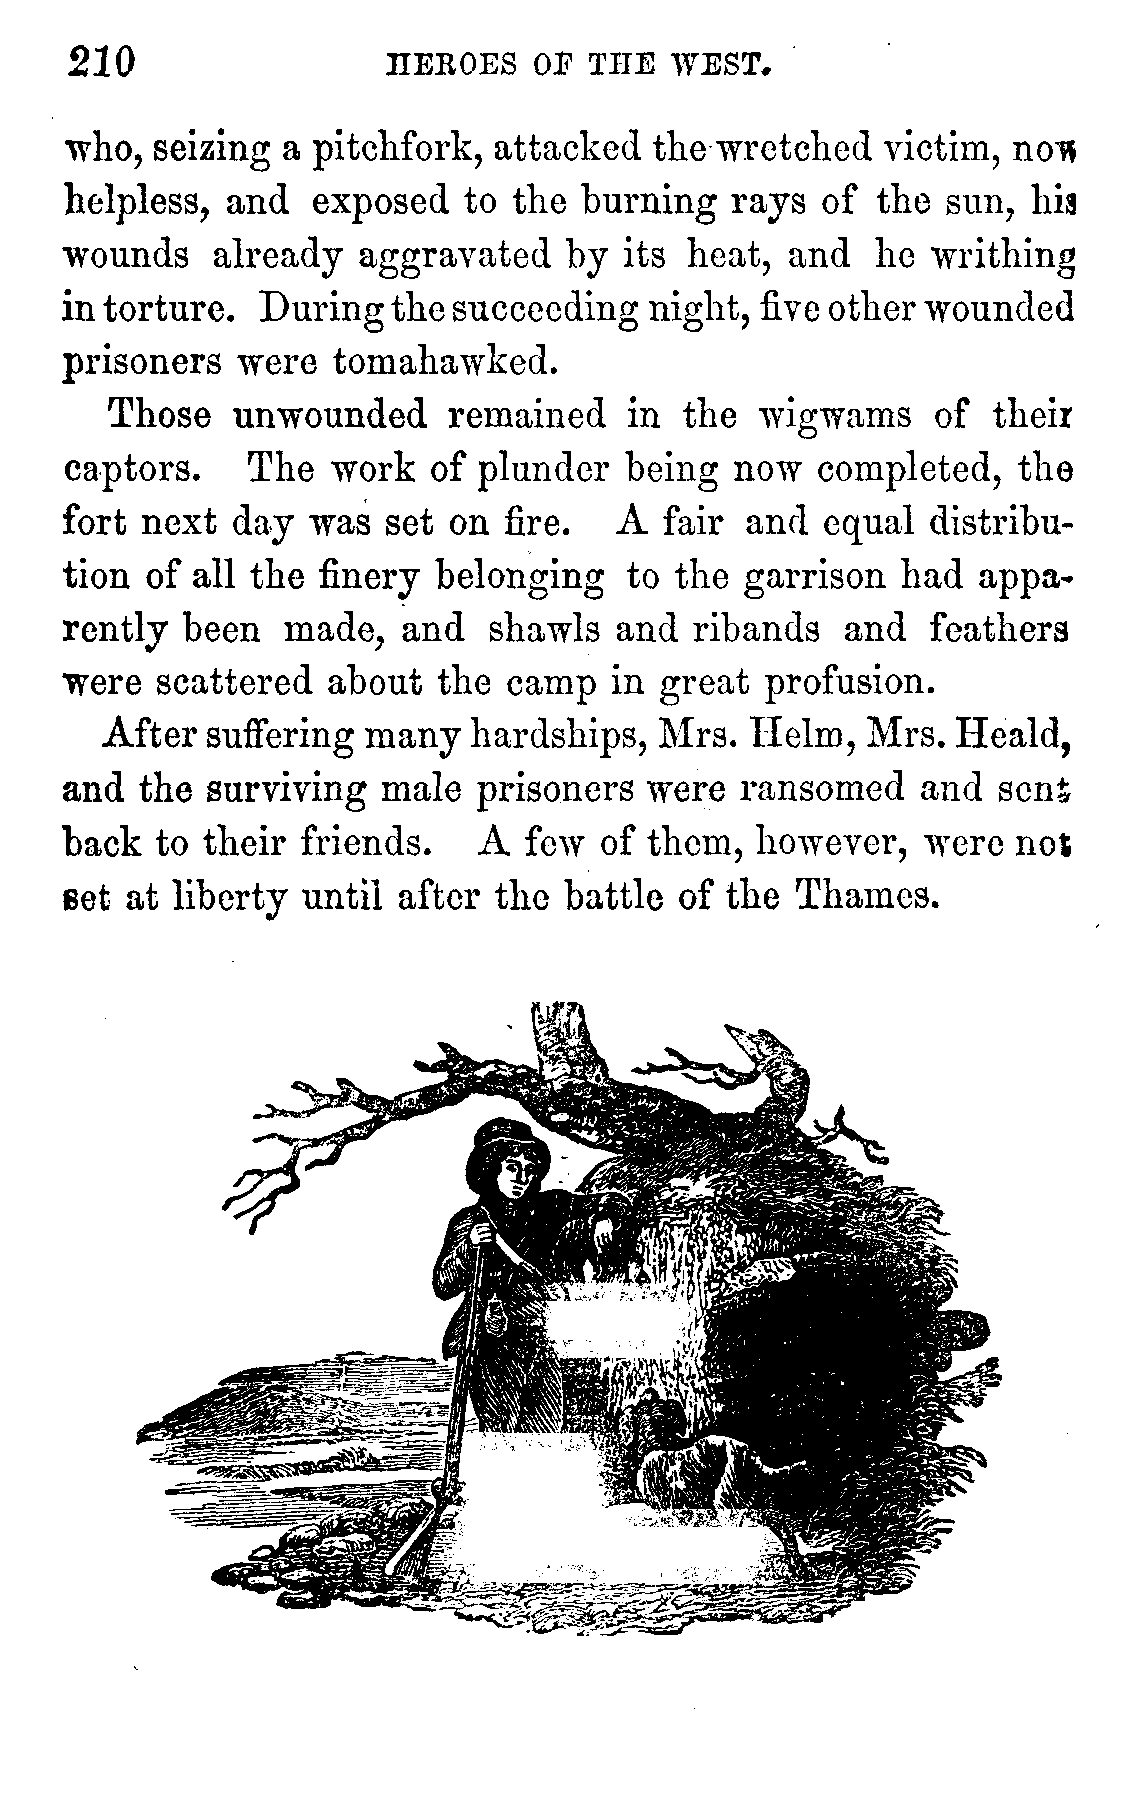 210 HEROES OF THE WEST.
who, seizing a pitchfork, attacked the wretched victim, now
helpless, and exposed to the burning rays of the sun, his
wounds already aggravated by its heat, and he writhing
in torture. During the succeeding night, five other wounded
prisoners were tomahawked.
Those unwounded remained in the wigwams of their
captors. The work of plunder being now completed, the
fort next day was set on fire. A fair and equal distribu-
tion of all the finery belonging to the garrison had appa-
rently been made, and shawls and ribands and feathers
were scattered about the camp in great profusion.
After suffering many hardships, Mrs. Helm, Mrs. Heald,
and the surviving male prisoners were ransomed and sent
back to their friends. A few of them, however, were not
set at liberty until after the battle of the Thames.